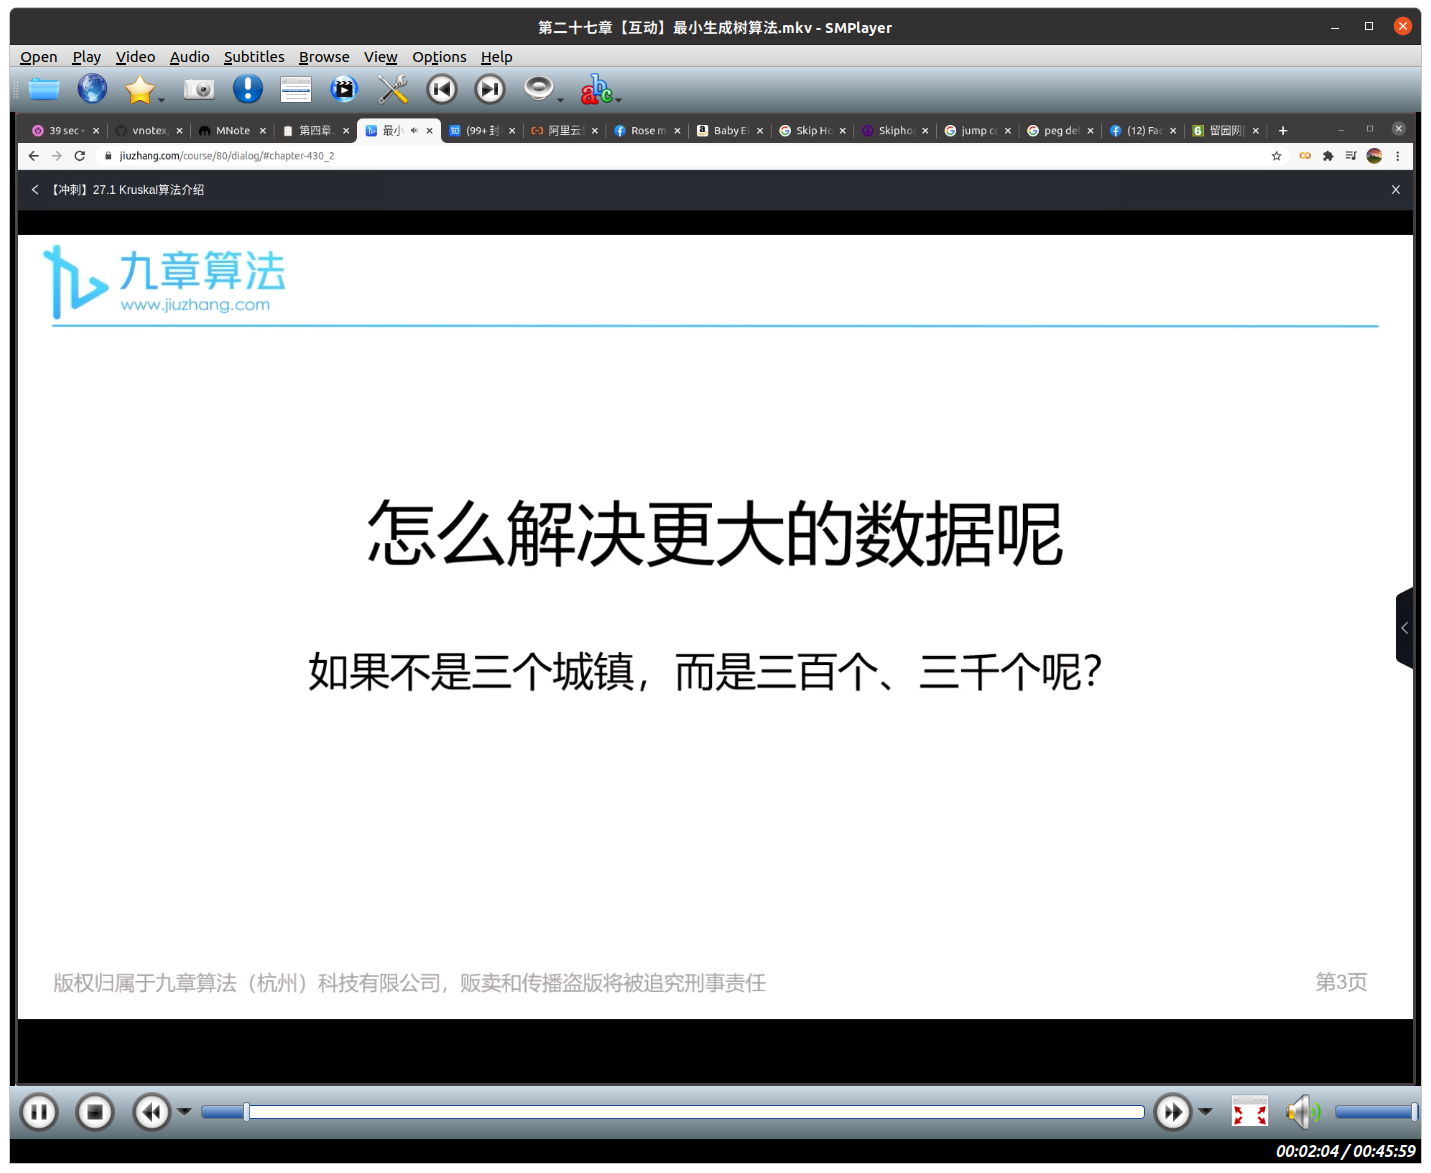 第二十七章【互动】最小生成树算法.mkv - SMPlayer
Open Play Video Audio Subtitles Browse View Options Help
39 sec vnotex MNote 第四章 最小 (99+ 封 阿里云 Rose m Baby Ei Skip Ho Skipho jump co peg def (12) Fac 留园网
jiuzhang.com/course/80/dialog/#chapter-430_2
【冲刺】27.1 Kruskal算法介绍
九章算法
www.jiuzhang.com
怎么解决更大的数据呢
如果不是三个城镇，而是三百个、三千个呢？
版权归属于九章算法（杭州）科技有限公司，贩卖和传播盗版将被追究刑事责任
第3页
00:02:04 / 00:45:59